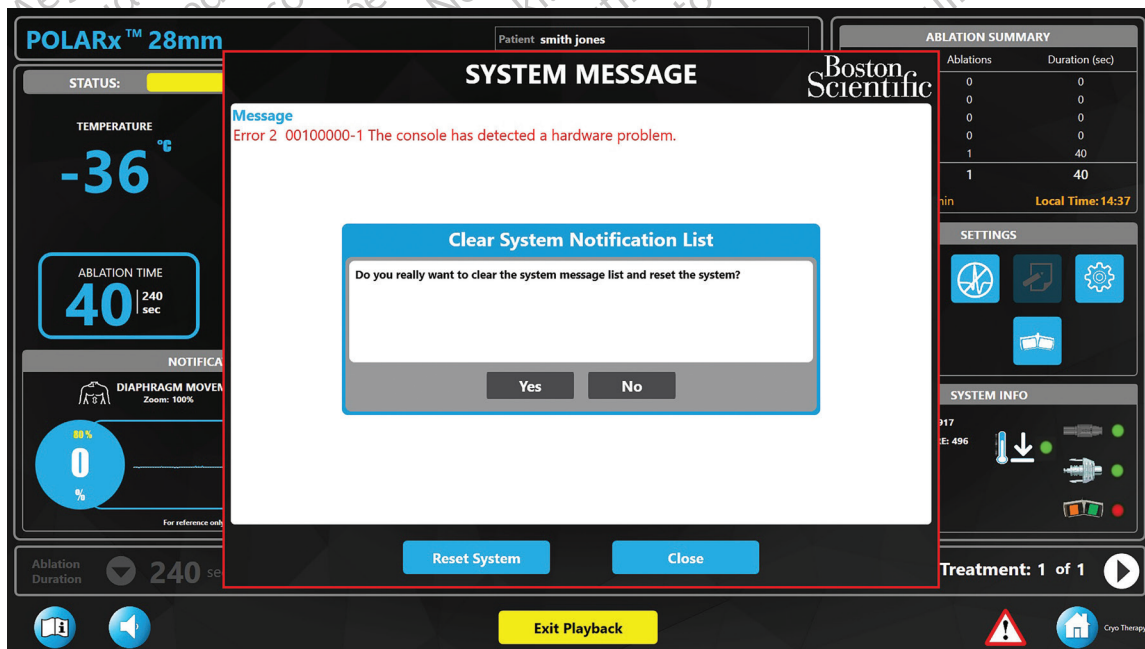 POLARx™ 28mm
Patient smith jones
ABLATION SUMMARY
Ablations Duration (sec)
0 0
0 0
0 0
0 0
1 40
1 40
Local Time: 14:37
STATUS:
SYSTEM MESSAGE
Boston
Scientific
Message
Error 2 00100000-1 The console has detected a hardware problem.
TEMPERATURE
-36 °C
ABLATION TIME
40 240
sec
Clear System Notification List
Do you really want to clear the system message list and reset the system?
Yes No
Reset System Close
SETTINGS
DIAPHRAGM
Zoom: 100%
80 %
0
%
For reference
SYSTEM INFO
917
E: 496
Ablation
Duration
240
Treatment: 1 of 1
Exit Playback
Cryo Therapy